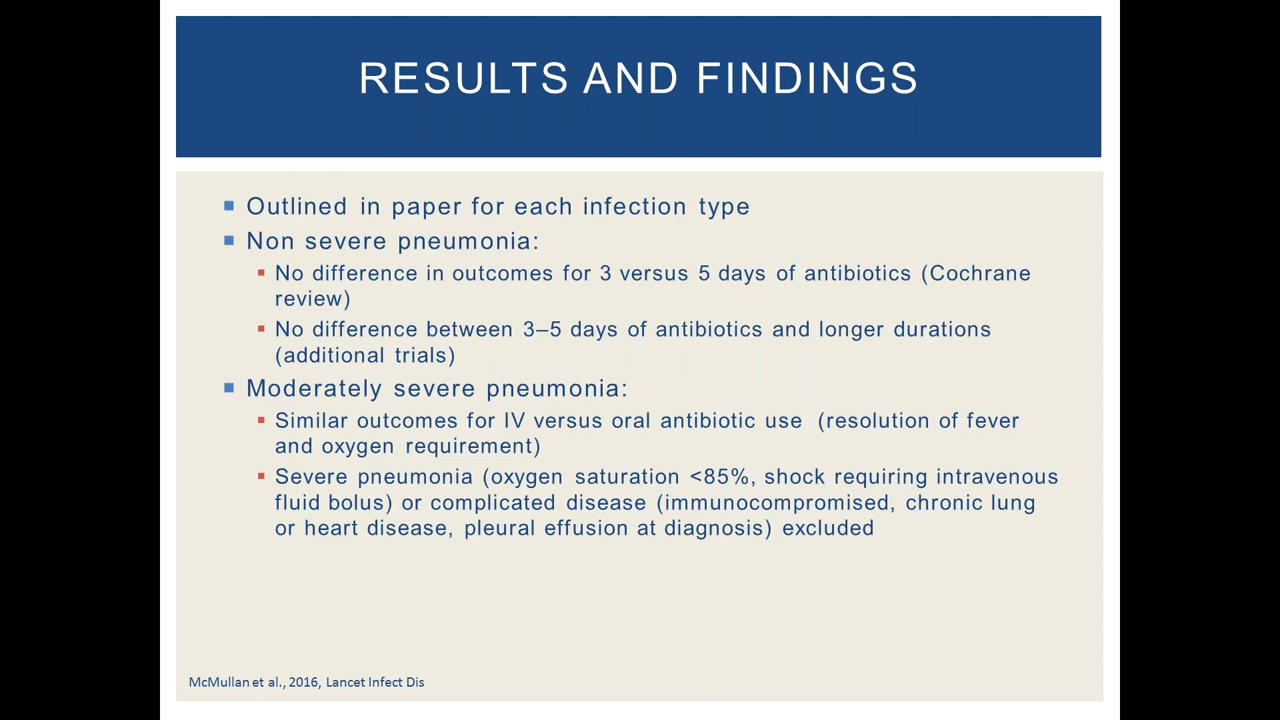 RESULTS AND FINDINGS
Outlined in paper for each infection type
Non severe pneumonia:
No difference in outcomes for 3 versus 5 days of antibiotics (Cochrane
review)
No difference between 3–5 days of antibiotics and longer durations
(additional trials)
Moderately severe pneumonia:
Similar outcomes for IV versus oral antibiotic use (resolution of fever
and oxygen requirement)
Severe pneumonia (oxygen saturation <85%, shock requiring intravenous
fluid bolus) or complicated disease (immunocompromised, chronic lung
or heart disease, pleural effusion at diagnosis) excluded
McMullan et al., 2016, Lancet Infect Dis